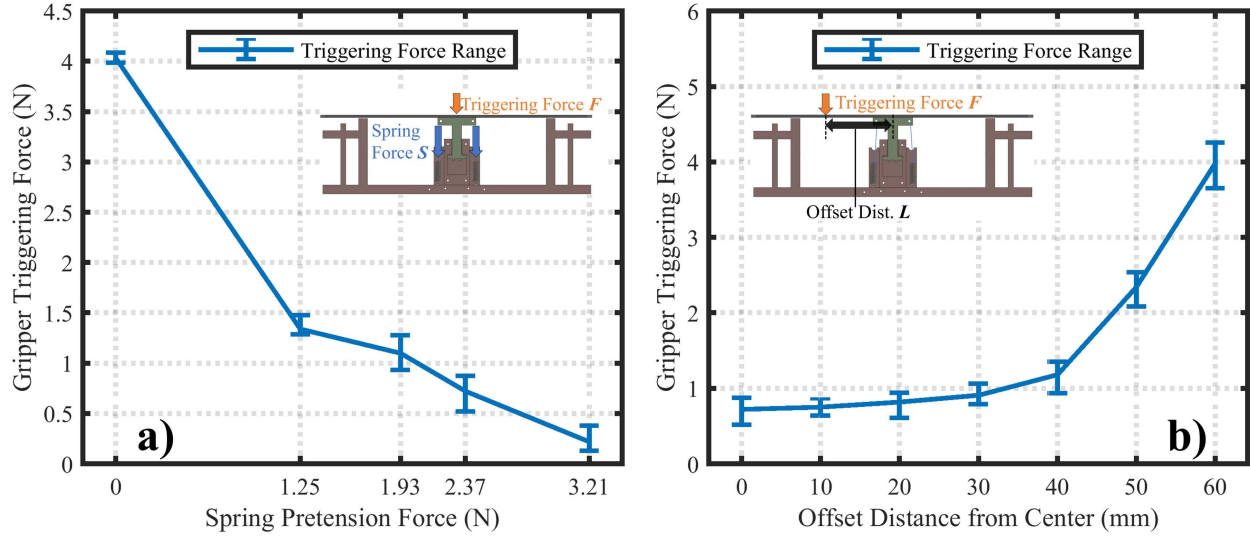 Gripper Triggering Force (N)
4.5
4
3.5
3
2.5
2
1.5
1
0.5
0
Triggering Force Range
Triggering Force F
Spring
Force S
a)
0
1.25
1.93
2.37
3.21
Spring Pretension Force (N)
Gripper Triggering Force (N)
6
5
4
3
2
1
0
Triggering Force Range
Triggering Force F
Offset Dist. L
b)
0
10
20
30
40
50
60
Offset Distance from Center (mm)